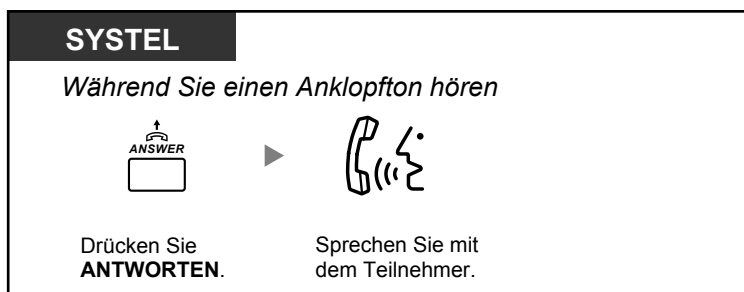 SYSTEL
Während Sie einen Anklopfton hören
ANSWER
Drücken Sie
ANTWORTEN.
Sprechen Sie mit
dem Teilnehmer.